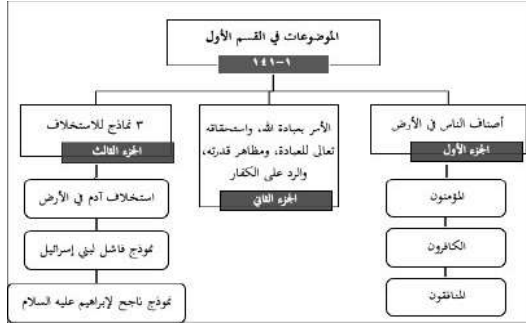 الموضوعات في القسم الأول
١-١٤١
أصناف الناس في الأرض
الجزء الأول
المؤمنون
الكافرون
المنافقون
الأمر بعبادة الله، واستحقاقه
تعالى للعبادة، ومظاهر قدرته،
والرد على الكفار
الجزء الثاني
٣ نماذج للاستخلاف
الجزء الثالث
استخلاف آدم في الأرض
نموذج فاشل لبني إسرائيل
نموذج ناجح لإبراهيم عليه السلام